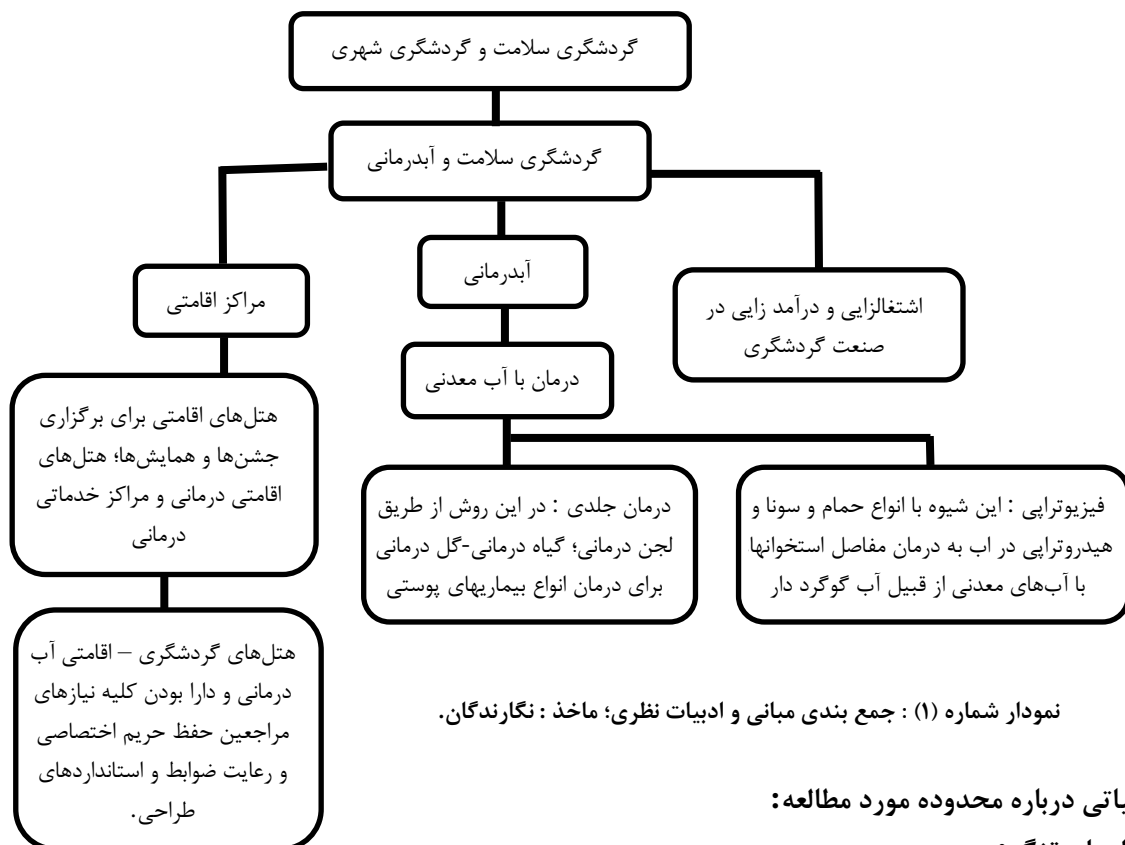 گردشگری سلامت و گردشگری شهری
گردشگری سلامت و آبدرمانی
اشتغالزایی و درآمد زایی در
صنعت گردشگری
آبدرمانی
مراکز اقامتی
درمان با آب معدنی
فیزیوتراپی : این شیوه با انواع حمام و سونا و
هیدروتراپی در اب به درمان مفاصل استخوانها
با آب‌های معدنی از قبیل آب گوگرد دار
درمان جلدی : در این روش از طریق
لجن درمانی؛ گیاه درمانی-گل درمانی
برای درمان انواع بیماریهای پوستی
هتل‌های اقامتی برای برگزاری
جشن‌ها و همایش‌ها؛ هتل‌های
اقامتی درمانی و مراکز خدماتی
درمانی
هتل‌های گردشگری – اقامتی آب
درمانی و دارا بودن کلیه نیازهای
مراجعین حفظ حریم اختصاصی
و رعایت ضوابط و استانداردهای
طراحی.
نمودار شماره (۱) : جمع بندی مبانی و ادبیات نظری؛ ماخذ : نگارندگان.
یاتی درباره محدوده مورد مطالعه: